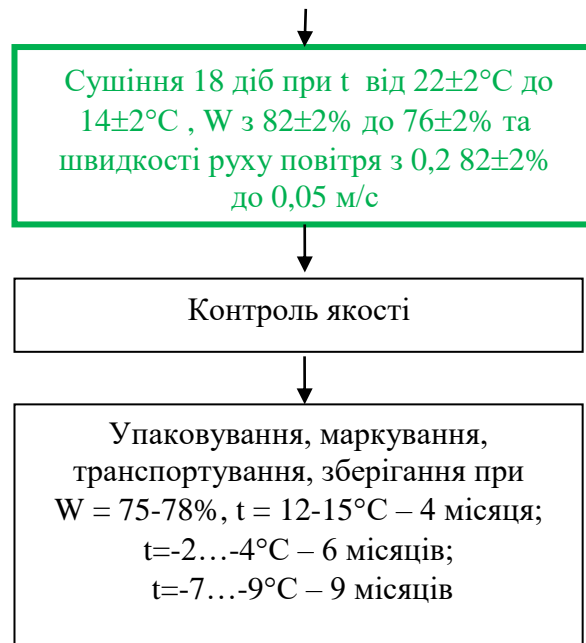 Сушіння 18 діб при t від 22±2°С до
14±2°С , W з 82±2% до 76±2% та
швидкості руху повітря з 0,2 82±2%
до 0,05 м/с
Контроль якості
Упаковування, маркування,
транспортування, зберігання при
W = 75-78%, t = 12-15°С – 4 місяця;
t=-2…-4°С – 6 місяців;
t=-7…-9°С – 9 місяців